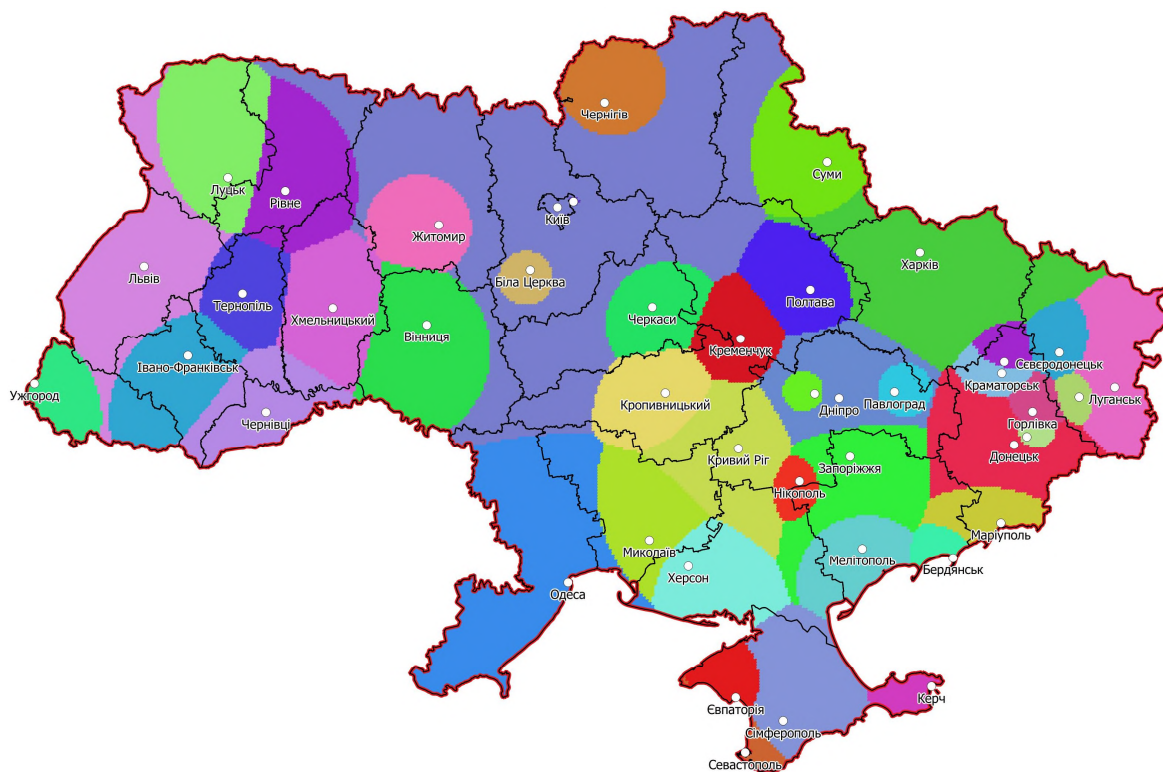 Чернігів
Суми
Луцьк
Рівне
Київ
Житомир
Харків
Львів
Біла Церква
Тернопіль
Полтава
Хмельницький
Черкаси
Вінниця
Кременчук
Івано-Франківськ
Сєвєродонецьк
Ужгород
Краматорськ
Кропивницький
Павлоград
Луганськ
Дніпро
Чернівці
Горлівка
Кривий Ріг
Донецьк
Запоріжжя
Нікополь
Маріуполь
Миколаїв
Мелітополь
Бердянськ
Херсон
Одеса
Керч
Євпаторія
Сімферополь
Севастополь